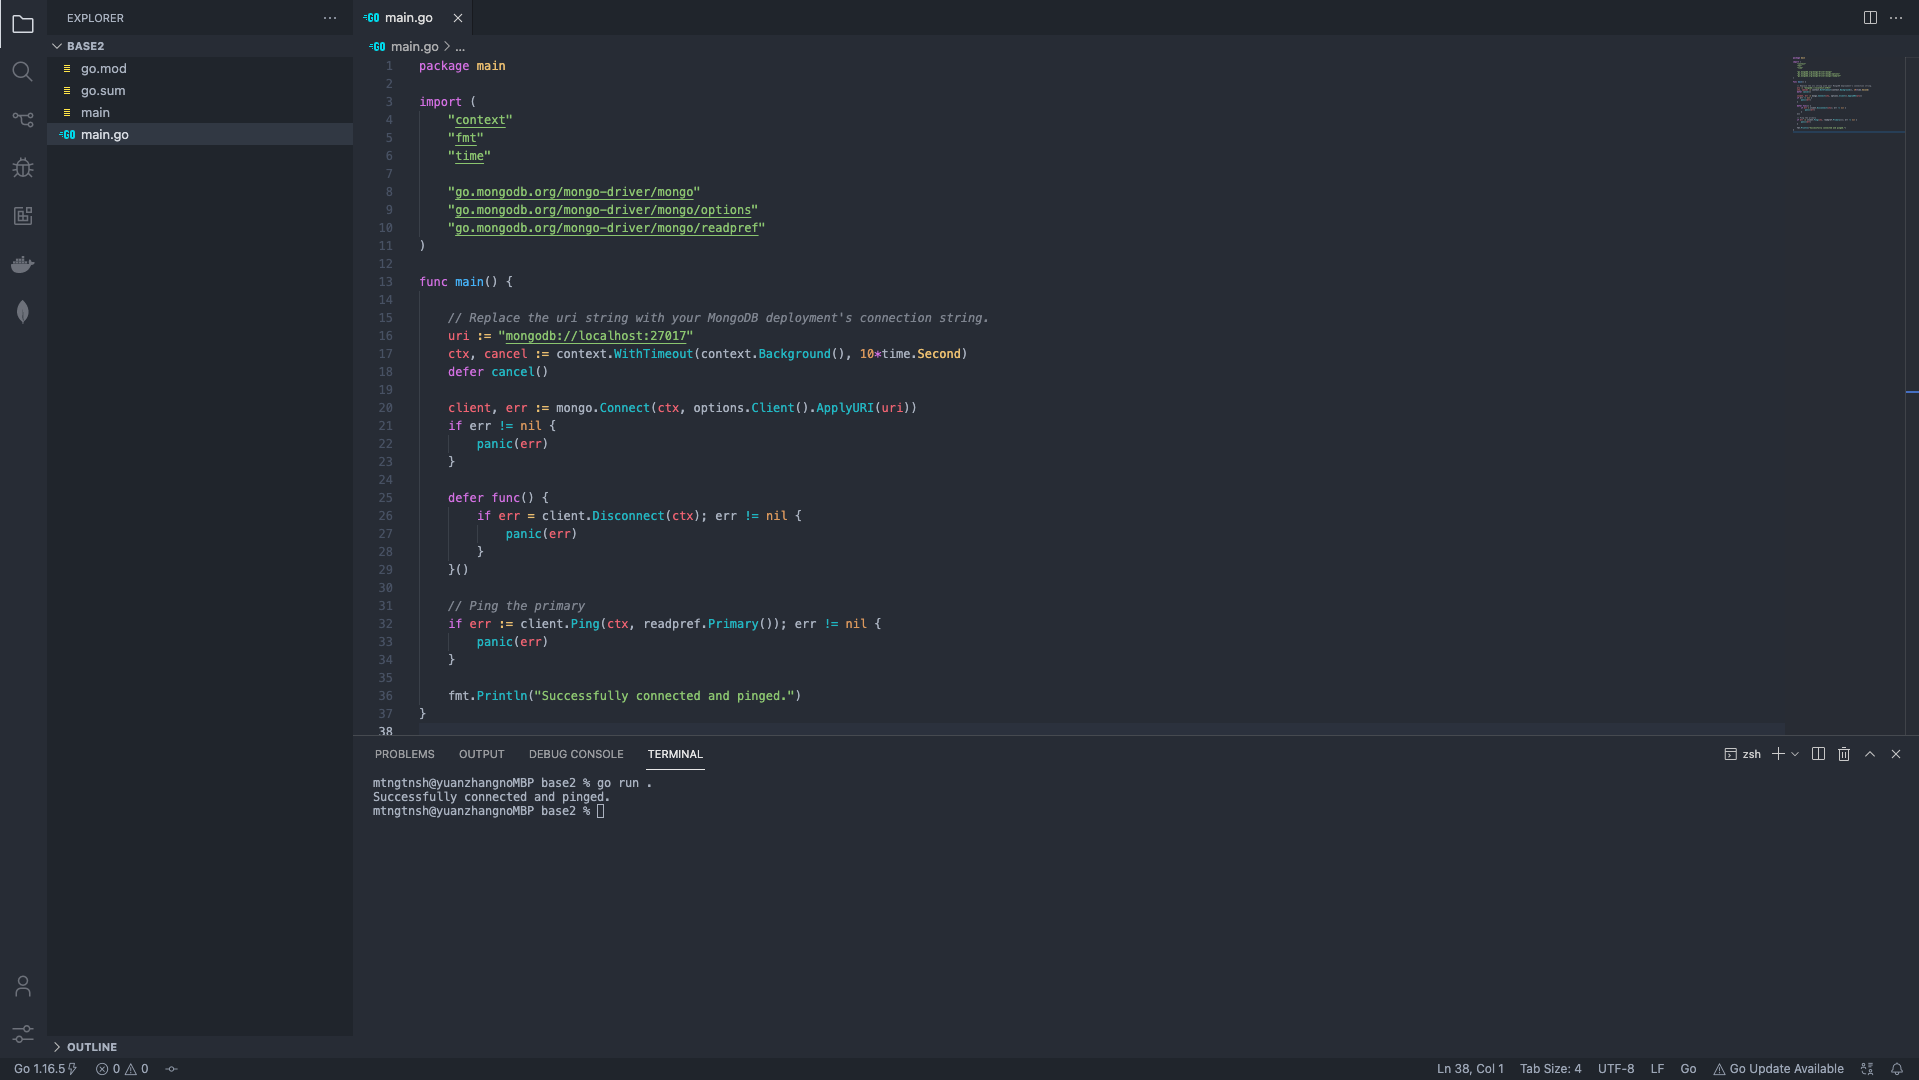 EXPLORER
BASE2
go.mod
go.sum
main
GO main.go
GO main.go
GO main.go > ...
1 package main
2
3 import (
4 "context"
5 "fmt"
6 "time"
7
8 "go.mongodb.org/mongo-driver/mongo"
9 "go.mongodb.org/mongo-driver/mongo/options"
10 "go.mongodb.org/mongo-driver/mongo/readpref"
11 )
12
13 func main() {
14
15 // Replace the uri string with your MongoDB deployment's connection string.
16 uri := "mongodb://localhost:27017"
17 ctx, cancel := context.WithTimeout(context.Background(), 10*time.Second)
18 defer cancel()
19
20 client, err := mongo.Connect(ctx, options.Client().ApplyURI(uri))
21 if err != nil {
22 panic(err)
23 }
24
25 defer func() {
26 if err = client.Disconnect(ctx); err != nil {
27 panic(err)
28 }
29 }()
30
31 // Ping the primary
32 if err := client.Ping(ctx, readpref.Primary()); err != nil {
33 panic(err)
34 }
35
36 fmt.Println("Successfully connected and pinged.")
37 }
38
PROBLEMS OUTPUT DEBUG CONSOLE TERMINAL
zsh
mtngtnsh@yuanzhangnoMBP base2 % go run .
Successfully connected and pinged.
mtngtnsh@yuanzhangnoMBP base2 %
OUTLINE
Go 1.16.5 0 0
Ln 38, Col 1 Tab Size: 4 UTF-8 LF Go Go Update Available